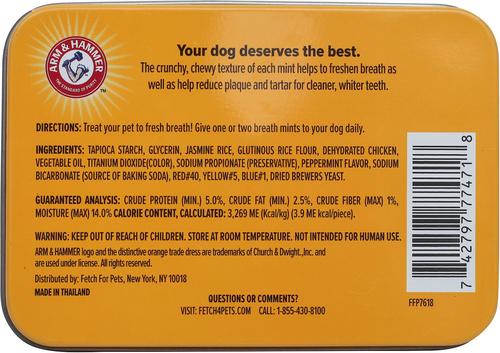 ARM & HAMMER
THE STANDARD OF PURITY
TM
Your dog deserves the best.
The crunchy, chewy texture of each mint helps to freshen breath as
well as help reduce plaque and tartar for cleaner, whiter teeth.
DIRECTIONS: Treat your pet to fresh breath! Give one or two breath mints to your dog daily.
INGREDIENTS: TAPIOCA STARCH, GLYCERIN, JASMINE RICE, GLUTINOUS RICE FLOUR, DEHYDRATED CHICKEN,
VEGETABLE OIL, TITANIUM DIOXIDE(COLOR), SODIUM PROPIONATE (PRESERVATIVE), PEPPERMINT FLAVOR, SODIUM
BICARBONATE (SOURCE OF BAKING SODA), RED#40, YELLOW#5, BLUE#1, DRIED BREWERS YEAST.
GUARANTEED ANALYSIS: CRUDE PROTEIN (MIN.) 5.0%, CRUDE FAT (MIN.) 2.5%, CRUDE FIBER (MAX) 1%,
MOISTURE (MAX) 14.0% CALORIE CONTENT, CALCULATED: 3,269 ME (Kcal/kg) (3.9 ME kcal/piece).
WARNING: KEEP OUT OF REACH OF CHILDREN. STORE AT ROOM TEMPERATURE. NOT INTENDED FOR HUMAN USE.
ARM & HAMMER logo and the distinctive orange trade dress are trademarks of Church & Dwight.,Inc. and
are used under license. All rights reserved.
Distributed by: Fetch For Pets, New York, NY 10018
MADE IN THAILAND
QUESTIONS OR COMMENTS?
VISIT: FETCH4PETS.COM CALL: 1-855-430-8100
7 42797 77471 8
FFP7618